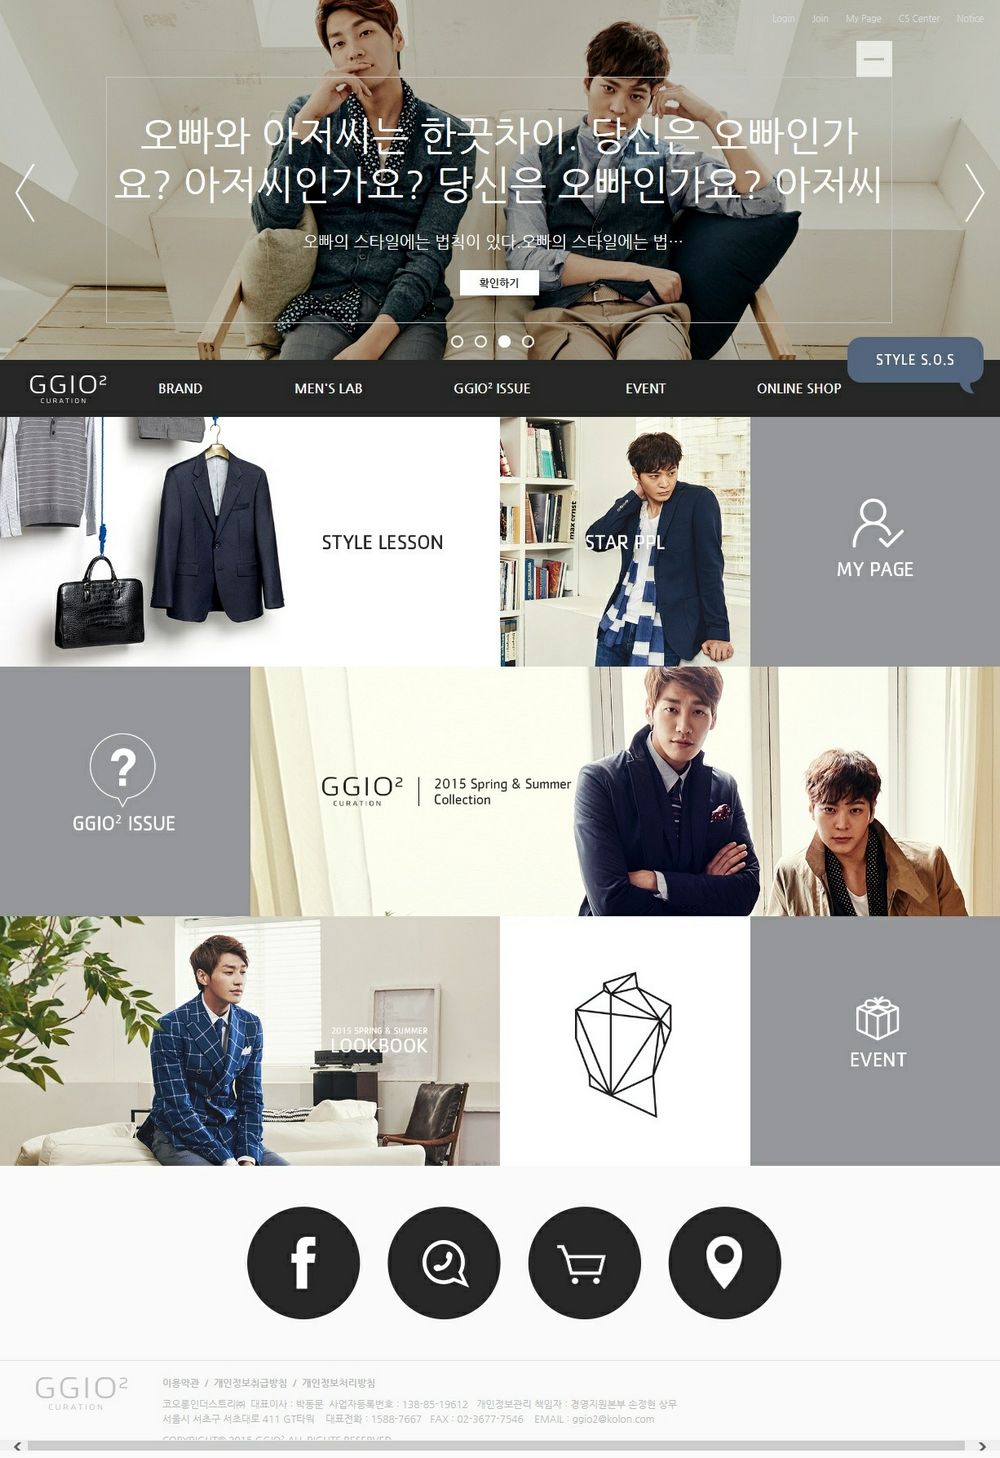 Login Join My Page CS Center Notice
오빠와 아저씨는 한끗차이. 당신은 오빠인가
요? 아저씨인가요? 당신은 오빠인가요? 아저씨
오빠의 스타일에는 법칙이 있다.오빠의 스타일에는 법…
확인하기
STYLE S.O.S
GGIO²
CURATION
BRAND MEN'S LAB GGIO² ISSUE EVENT ONLINE SHOP
STYLE LESSON
max ernst
STAR PPL
MY PAGE
GGIO² ISSUE
GGIO²
CURATION
2015 Spring & Summer
Collection
2015 SPRING & SUMMER
LOOKBOOK
EVENT
GGIO²
CURATION
이용약관 / 개인정보취급방침 / 개인정보처리방침
코오롱인더스트리㈜ 대표이사 : 박동문 사업자등록번호 : 138-85-19612 개인정보관리 책임자 : 경영지원본부 손정현 상무
서울시 서초구 서초대로 411 GT타워 대표전화 : 1588-7667 FAX : 02-3677-7546 EMAIL : ggio2@kolon.com
COPYRIGHT© 2015 GGIO² ALL RIGHTS RESERVED.